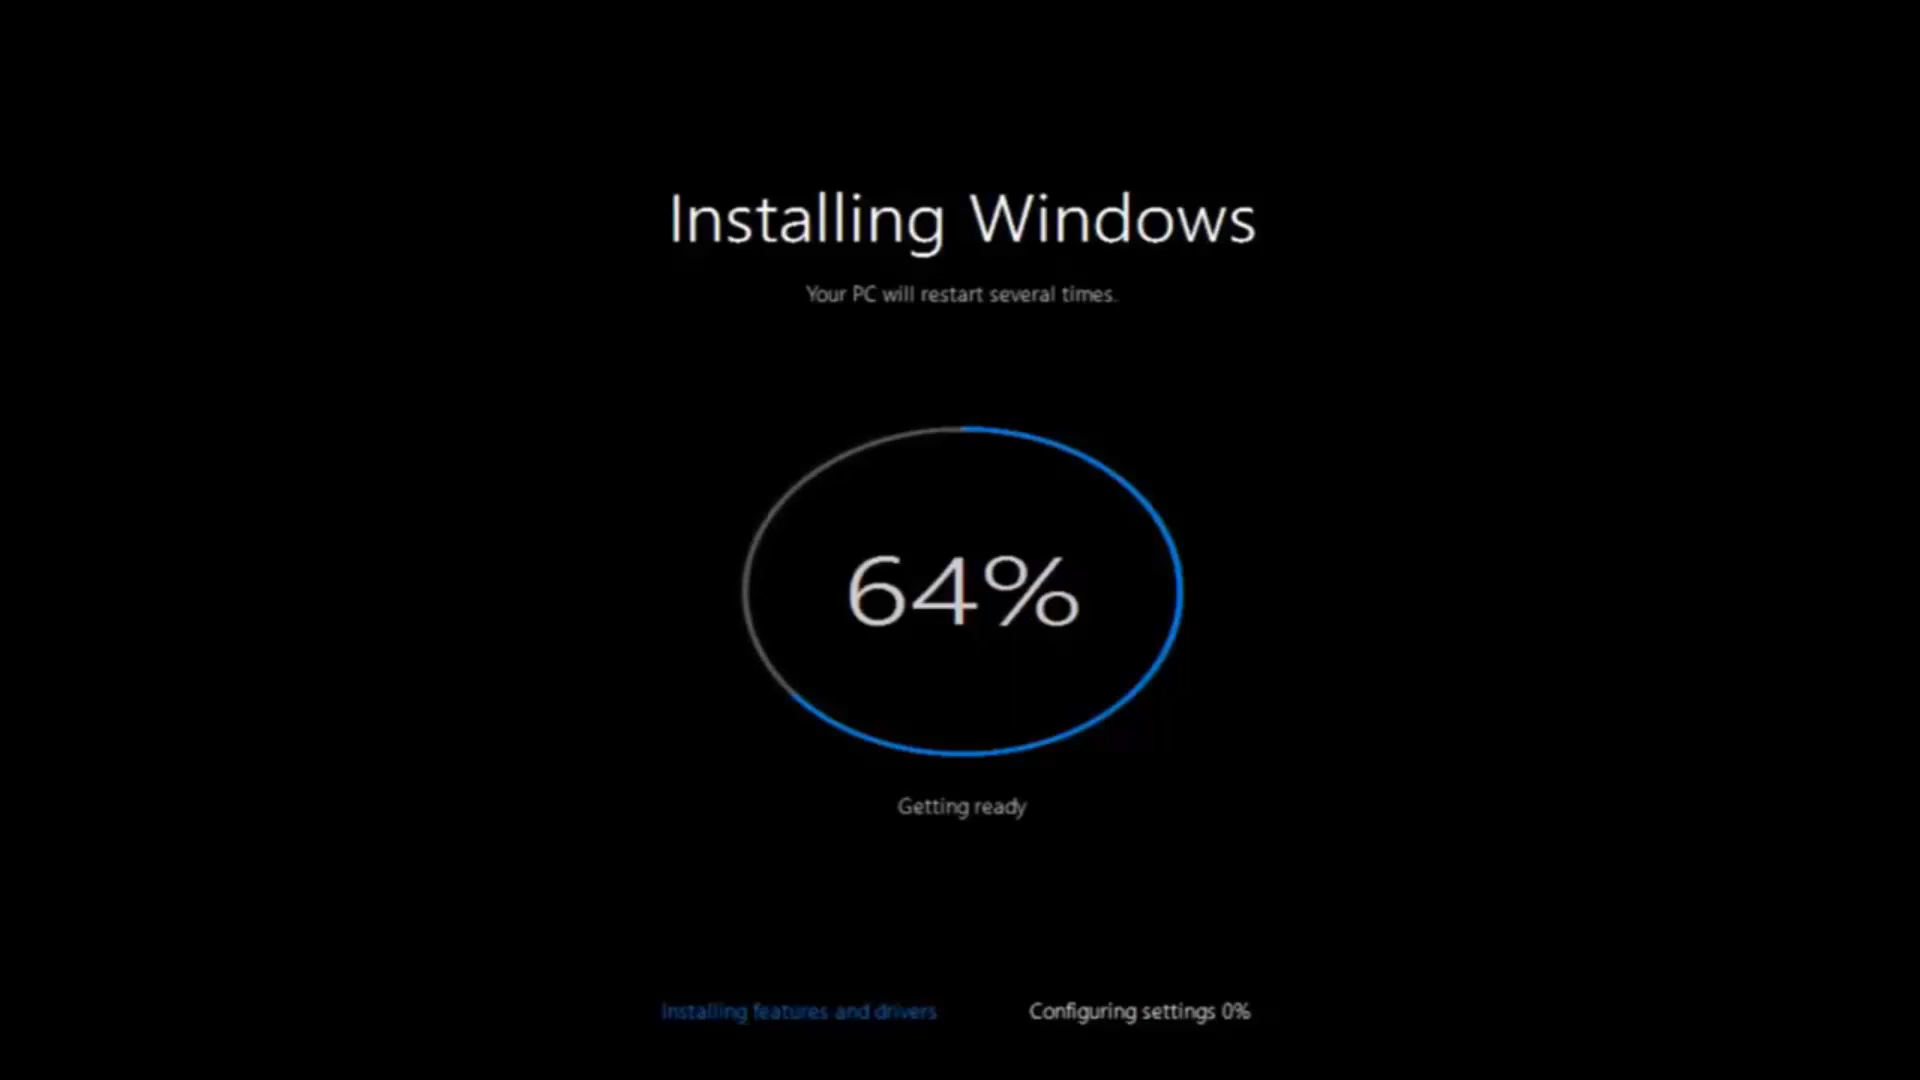 Installing Windows
Your PC will restart several times.
64%
Getting ready
Installing features and drivers
Configuring settings 0%